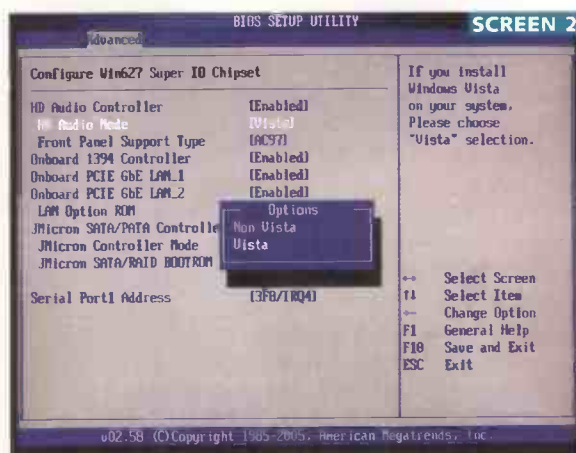 BIOS SETUP UTILITY
SCREEN 2
Advanced
Configure Win627 Super IO Chipset
HD Audio Controller [Enabled]
HD Audio Mode [Vista]
Front Panel Support Type [AC97]
Onboard 1394 Controller [Enabled]
Onboard PCIE GbE LAN_1 [Enabled]
Onboard PCIE GbE LAN_2 [Enabled]
LAN Option ROM
JMicron SATA/PATA Controlle
JMicron Controller Mode
JMicron SATA/RAID BOOTROM
Serial Port1 Address [3F8/IRQ4]
Options
Non Vista
Vista
If you install
Windows Vista
on your system,
Please choose
"Vista" selection.
↔ Select Screen
↑↓ Select Item
← Change Option
F1 General Help
F10 Save and Exit
ESC Exit
v02.58 (C)Copyright 1985-2005, American Megatrends, Inc.